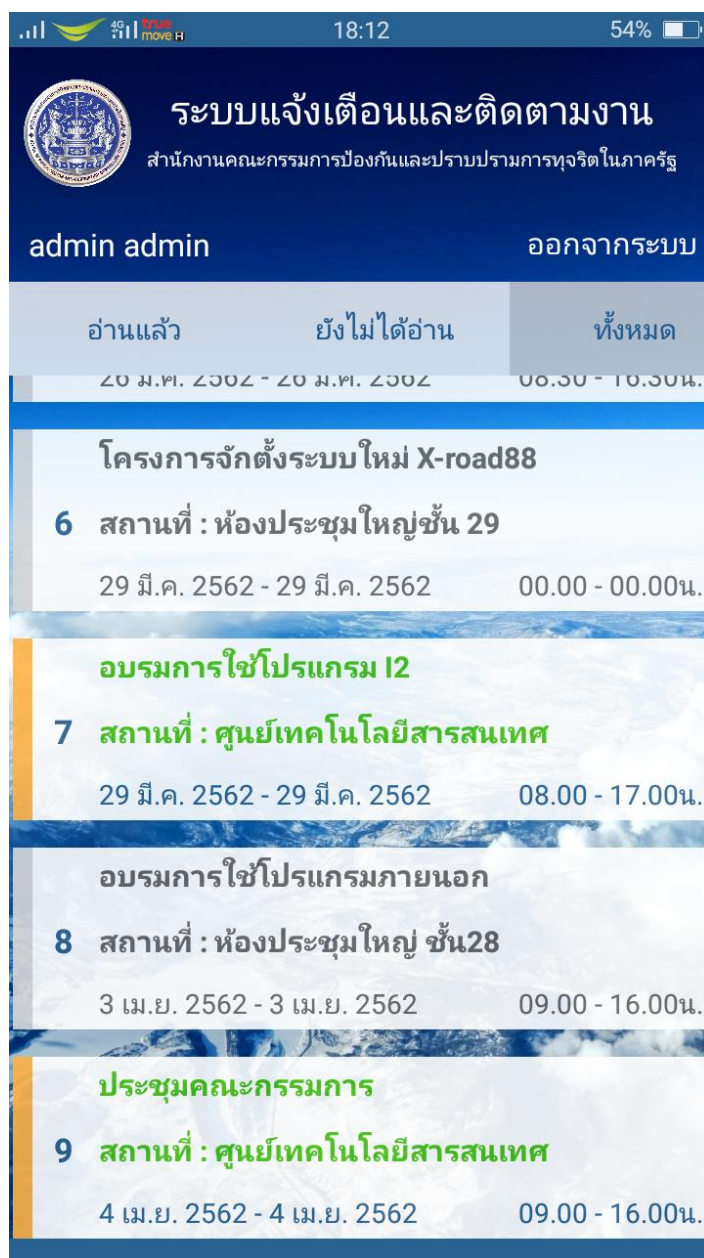 4G true
move H 18:12 54%
ระบบแจ้งเตือนและติดตามงาน
สำนักงานคณะกรรมการป้องกันและปราบปรามการทุจริตในภาครัฐ
admin admin ออกจากระบบ
อ่านแล้ว ยังไม่ได้อ่าน ทั้งหมด
26 มี.ค. 2562 - 26 มี.ค. 2562 08.30 - 16.30น.
โครงการจักตั้งระบบใหม่ X-road88
6 สถานที่ : ห้องประชุมใหญ่ชั้น 29
29 มี.ค. 2562 - 29 มี.ค. 2562 00.00 - 00.00น.
อบรมการใช้โปรแกรม I2
7 สถานที่ : ศูนย์เทคโนโลยีสารสนเทศ
29 มี.ค. 2562 - 29 มี.ค. 2562 08.00 - 17.00น.
อบรมการใช้โปรแกรมภายนอก
8 สถานที่ : ห้องประชุมใหญ่ ชั้น28
3 เม.ย. 2562 - 3 เม.ย. 2562 09.00 - 16.00น.
ประชุมคณะกรรมการ
9 สถานที่ : ศูนย์เทคโนโลยีสารสนเทศ
4 เม.ย. 2562 - 4 เม.ย. 2562 09.00 - 16.00น.